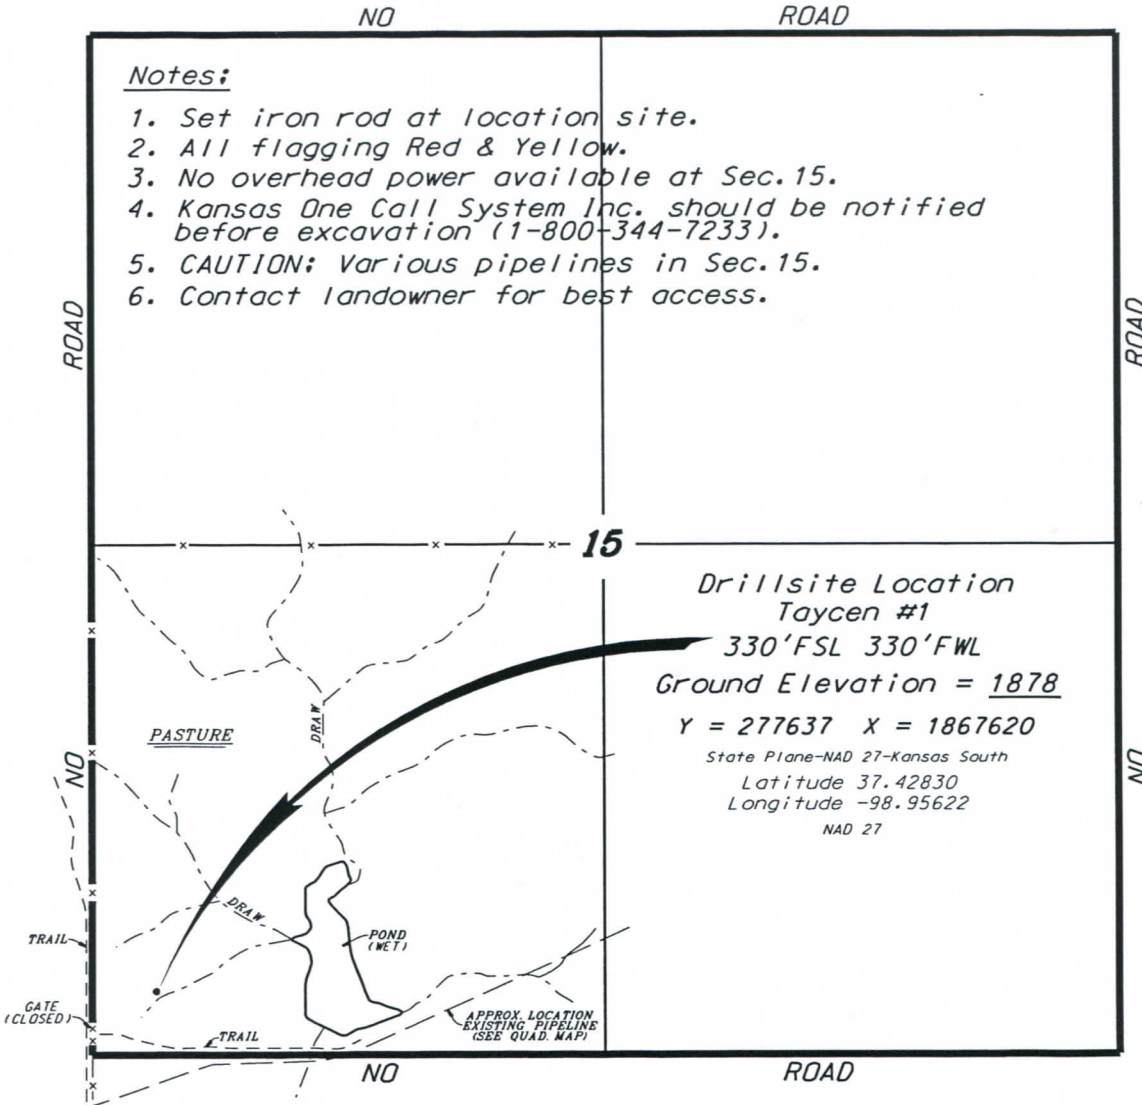 NO ROAD
Notes:
1. Set iron rod at location site.
2. All flagging Red & Yellow.
3. No overhead power available at Sec.15.
4. Kansas One Call System Inc. should be notified
before excavation (1-800-344-7233).
5. CAUTION: Various pipelines in Sec.15.
6. Contact landowner for best access.
ROAD
ROAD
15
Drillsite Location
Taycen #1
330'FSL 330'FWL
Ground Elevation = 1878
Y = 277637 X = 1867620
State Plane-NAD 27-Kansas South
Latitude 37.42830
Longitude -98.95622
NAD 27
DRAW
PASTURE
NO
NO
DRAW
POND
(WET)
TRAIL
GATE
(CLOSED)
APPROX. LOCATION
EXISTING PIPELINE
(SEE QUAD. MAP)
TRAIL
NO ROAD